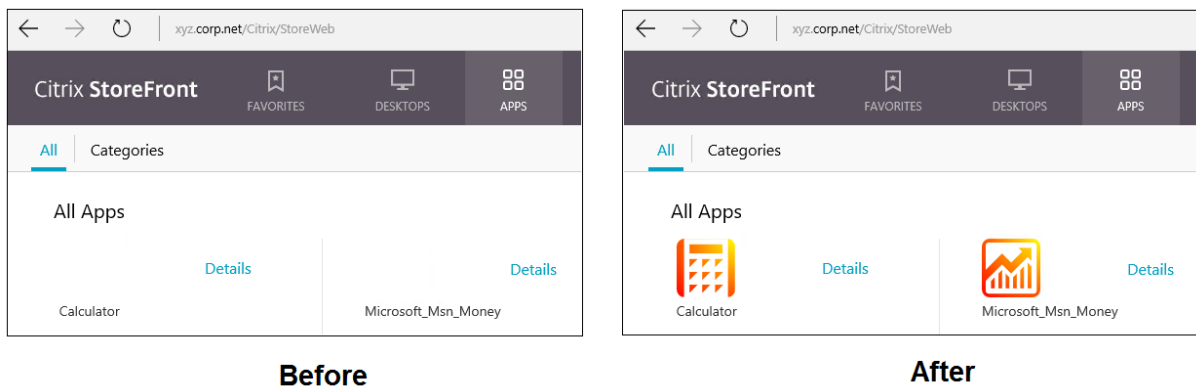 xyz.corp.net/Citrix/StoreWeb
Citrix StoreFront
FAVORITES
DESKTOPS
APPS
All
Categories
All Apps
Details
Details
Calculator
Microsoft_Msn_Money
Before
xyz.corp.net/Citrix/StoreWeb
Citrix StoreFront
FAVORITES
DESKTOPS
APPS
All
Categories
All Apps
Details
Details
Calculator
Microsoft_Msn_Money
After